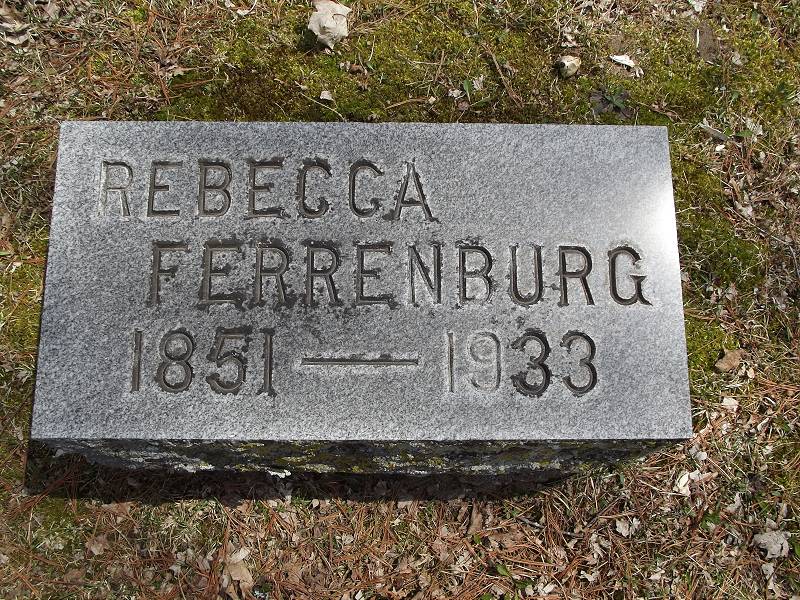 REBECCA
FERRENBURG
1851 — 1933